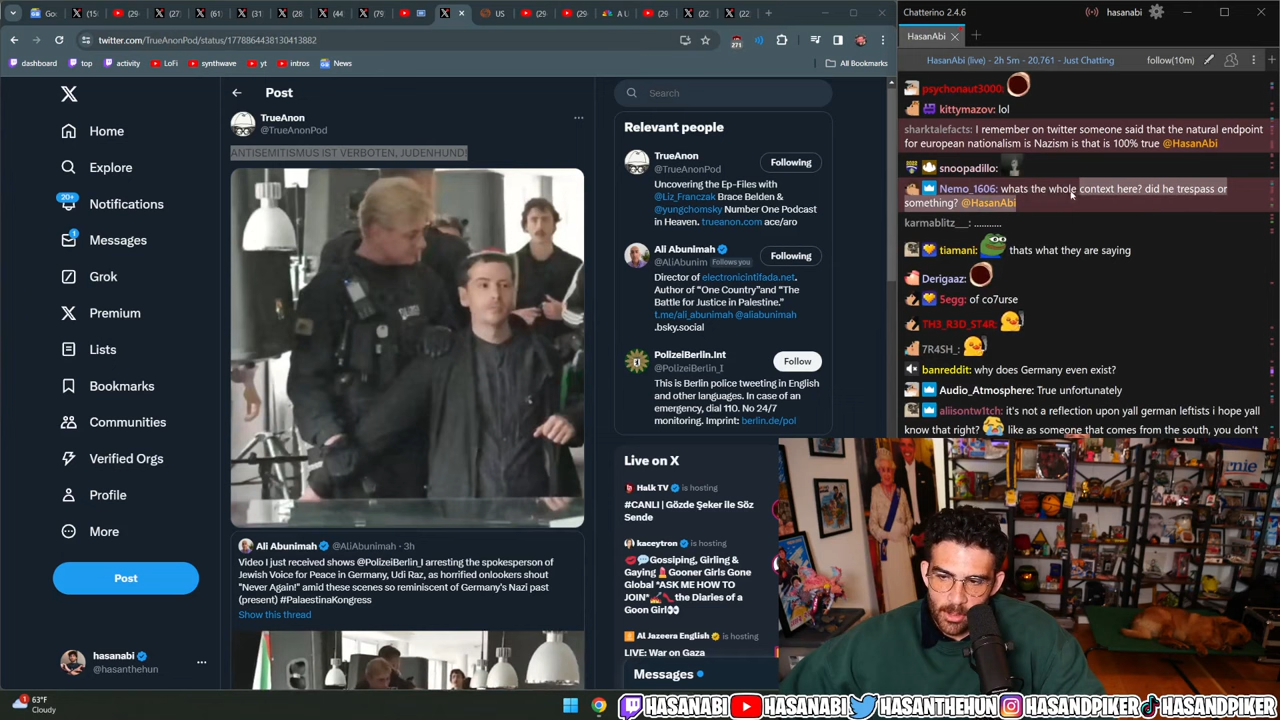 Go
(15
(27
(61
(31
(28
(44
(79
X
US
(29
(29
A U
(29
(22
(22
twitter.com/TrueAnonPod/status/1778864438130413882
271
dashboard
top
activity
LoFi
synthwave
yt
intros
News
All Bookmarks
Home
Explore
20+
Notifications
1
Messages
Grok
Premium
Lists
Bookmarks
Communities
Verified Orgs
Profile
More
Post
hasanabi
@hasanthehun
Post
TrueAnon
@TrueAnonPod
ANTISEMITISMUS IST VERBOTEN, JUDENHUND!
Ali Abunimah @AliAbunimah · 3h
Video I just received shows @PolizeiBerlin_I arresting the spokesperson of
Jewish Voice for Peace in Germany, Udi Raz, as horrified onlookers shout
"Never Again!" amid these scenes so reminiscent of Germany's Nazi past
(present) #PalaestinaKongress
Show this thread
Search
Relevant people
TrueAnon
@TrueAnonPod
Following
Uncovering the Ep-Files with
@Liz_Franczak Brace Belden &
@yungchomsky Number One Podcast
in Heaven. trueanon.com ace/aro
Ali Abunimah
@AliAbunim Follows you
Following
Director of electronicintifada.net.
Author of "One Country"and "The
Battle for Justice in Palestine."
t.me/ali_abunimah @aliabunimah
.bsky.social
PolizeiBerlin.Int
@PolizeiBerlin_I
Follow
This is Berlin police tweeting in English
and other languages. In case of an
emergency, dial 110. No 24/7
monitoring. Imprint: berlin.de/pol
Live on X
Halk TV is hosting
#CANLI | Gözde Şeker ile Söz
Sende
kaceytron is hosting
Gossiping, Girling &
Gaying Gooner Girls Gone
Global *ASK ME HOW TO
JOIN* the Diaries of a
Goon Girl
Al Jazeera English is hosting
LIVE: War on Gaza
Messages
Chatterino 2.4.6
hasanabi
HasanAbi
HasanAbi (live) - 2h 5m - 20.761 - Just Chatting
follow(10m)
psychonaut3000:
kittymazov: lol
sharktalefacts: I remember on twitter someone said that the natural endpoint
for european nationalism is Nazism is that is 100% true @HasanAbi
snoopadillo:
Nemo_1606: whats the whole context here? did he trespass or
something? @HasanAbi
karmablitz___: ...........
tiamani: thats what they are saying
Derigaaz:
5egg: of co7urse
TH3_R3D_ST4R:
7R4SH_:
banreddit: why does Germany even exist?
Audio_Atmosphere: True unfortunately
aliisontw1tch: it's not a reflection upon yall german leftists i hope yall
know that right? like as someone that comes from the south, you don't
ernie
63°F
Cloudy
HASANABI
HASANABI
HASANTHEHUN
HASANDPIKER
HASANDPIKER